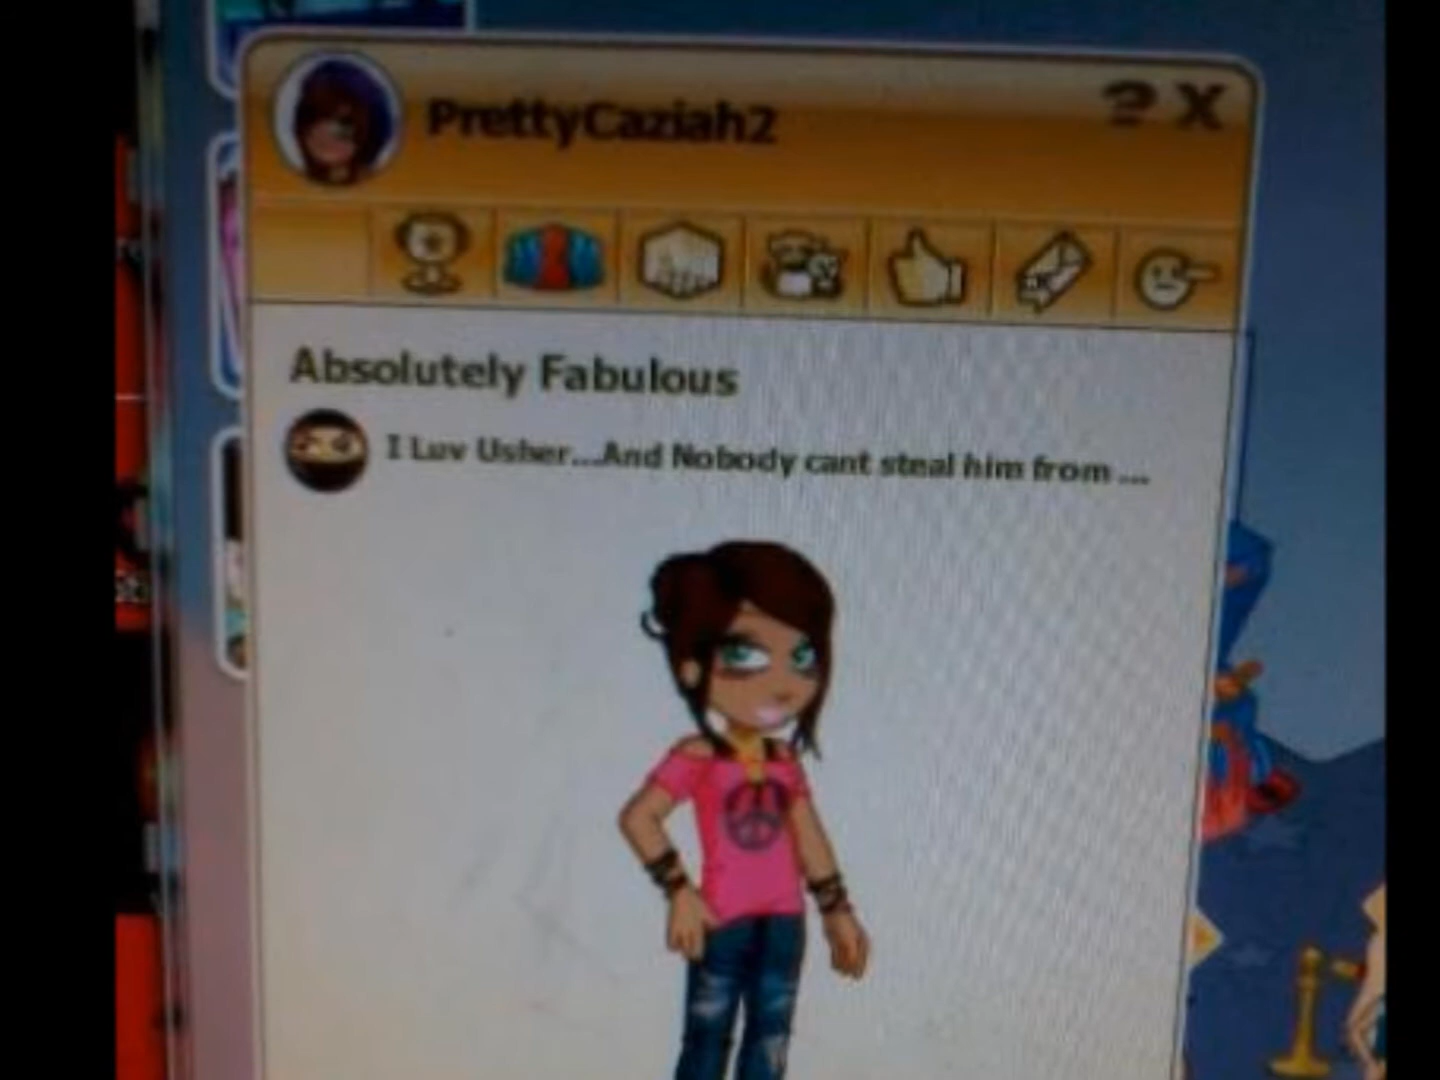 PrettyCaziah2
? X
Absolutely Fabulous
I Luv Usher...And Nobody cant steal him from ...